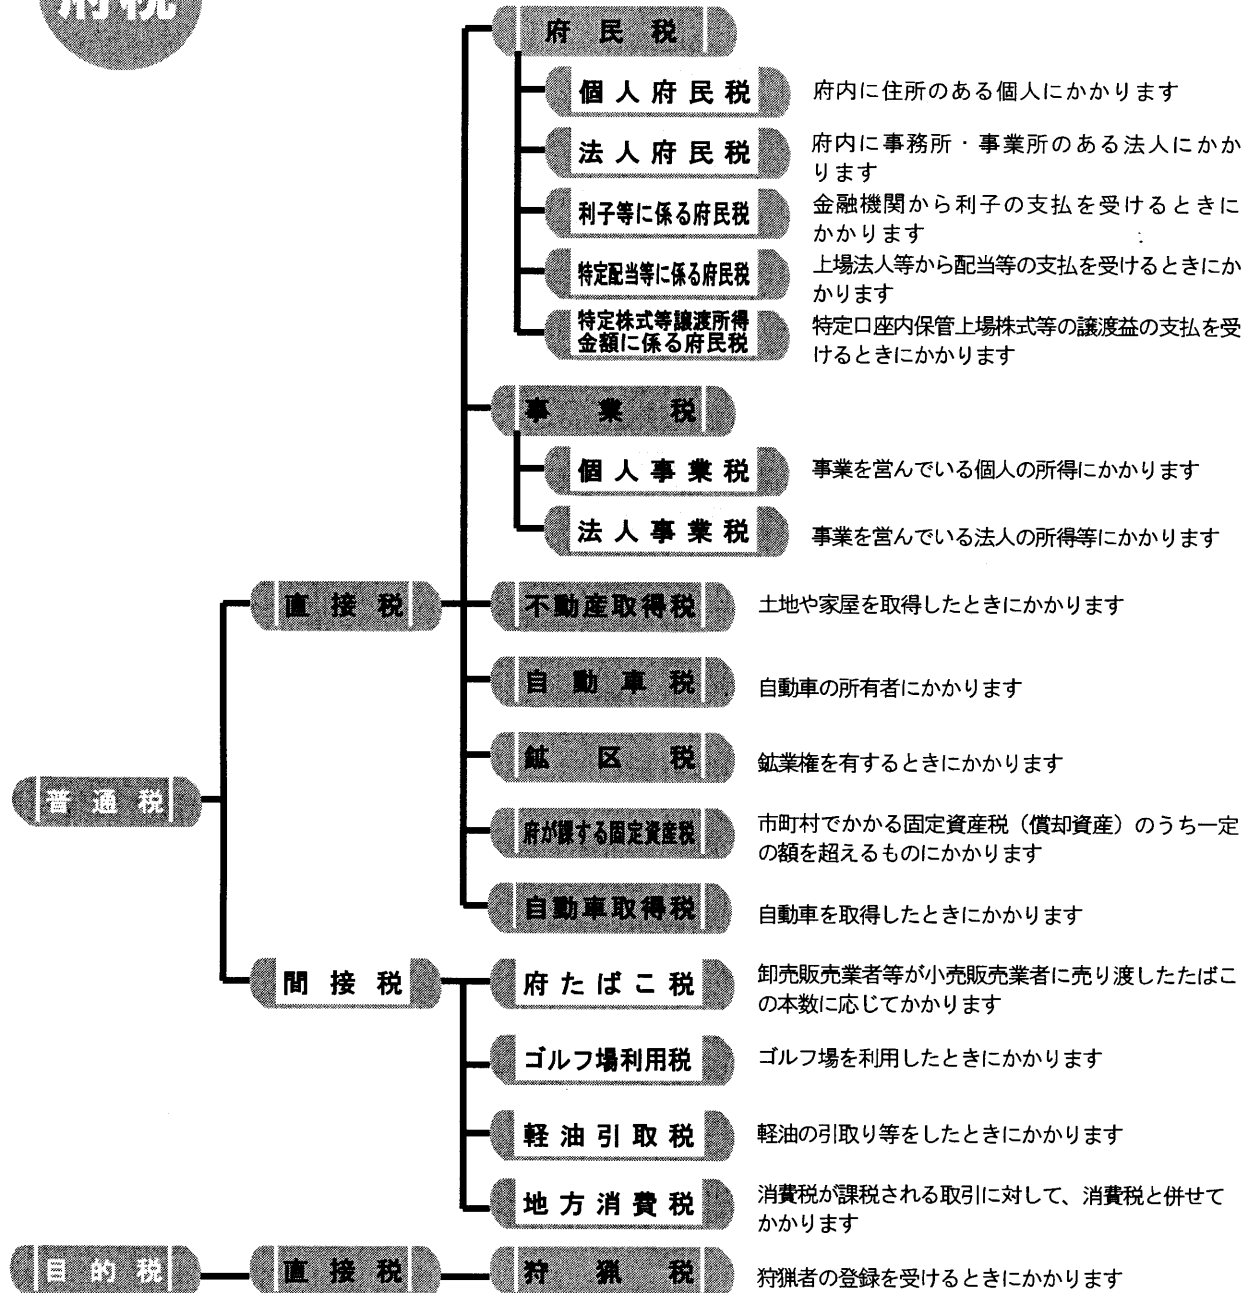 府税
府民税
個人府民税
府内に住所のある個人にかかります
法人府民税
府内に事務所・事業所のある法人にかか
ります
利子等に係る府民税
金融機関から利子の支払を受けるときに
かかります
特定配当等に係る府民税
上場法人等から配当等の支払を受けるときにか
かります
特定株式等譲渡所得
金額に係る府民税
特定口座内保管上場株式等の譲渡益の支払を受
けるときにかかります
事業税
個人事業税
事業を営んでいる個人の所得にかかります
法人事業税
事業を営んでいる法人の所得等にかかります
直接税
不動産取得税
土地や家屋を取得したときにかかります
自動車税
自動車の所有者にかかります
鉱区税
鉱業権を有するときにかかります
普通税
府が課する固定資産税
市町村でかかる固定資産税（償却資産）のうち一定
の額を超えるものにかかります
自動車取得税
自動車を取得したときにかかります
間接税
府たばこ税
卸売販売業者等が小売販売業者に売り渡したたばこ
の本数に応じてかかります
ゴルフ場利用税
ゴルフ場を利用したときにかかります
軽油引取税
軽油の引取り等をしたときにかかります
地方消費税
消費税が課税される取引に対して、消費税と併せて
かかります
目的税
直接税
狩猟税
狩猟者の登録を受けるときにかかります